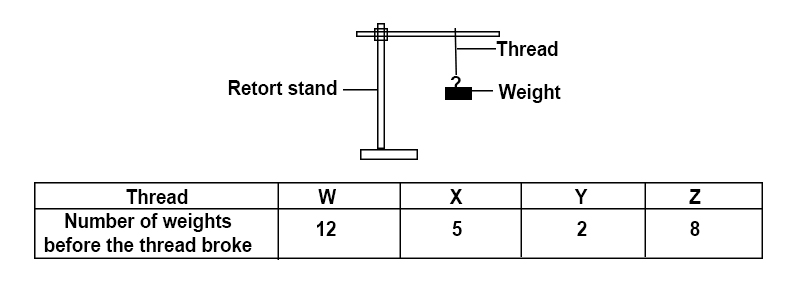 Thread
Retort stand
Weight
Thread W X Y Z
Number of weights
before the thread broke 12 5 2 8